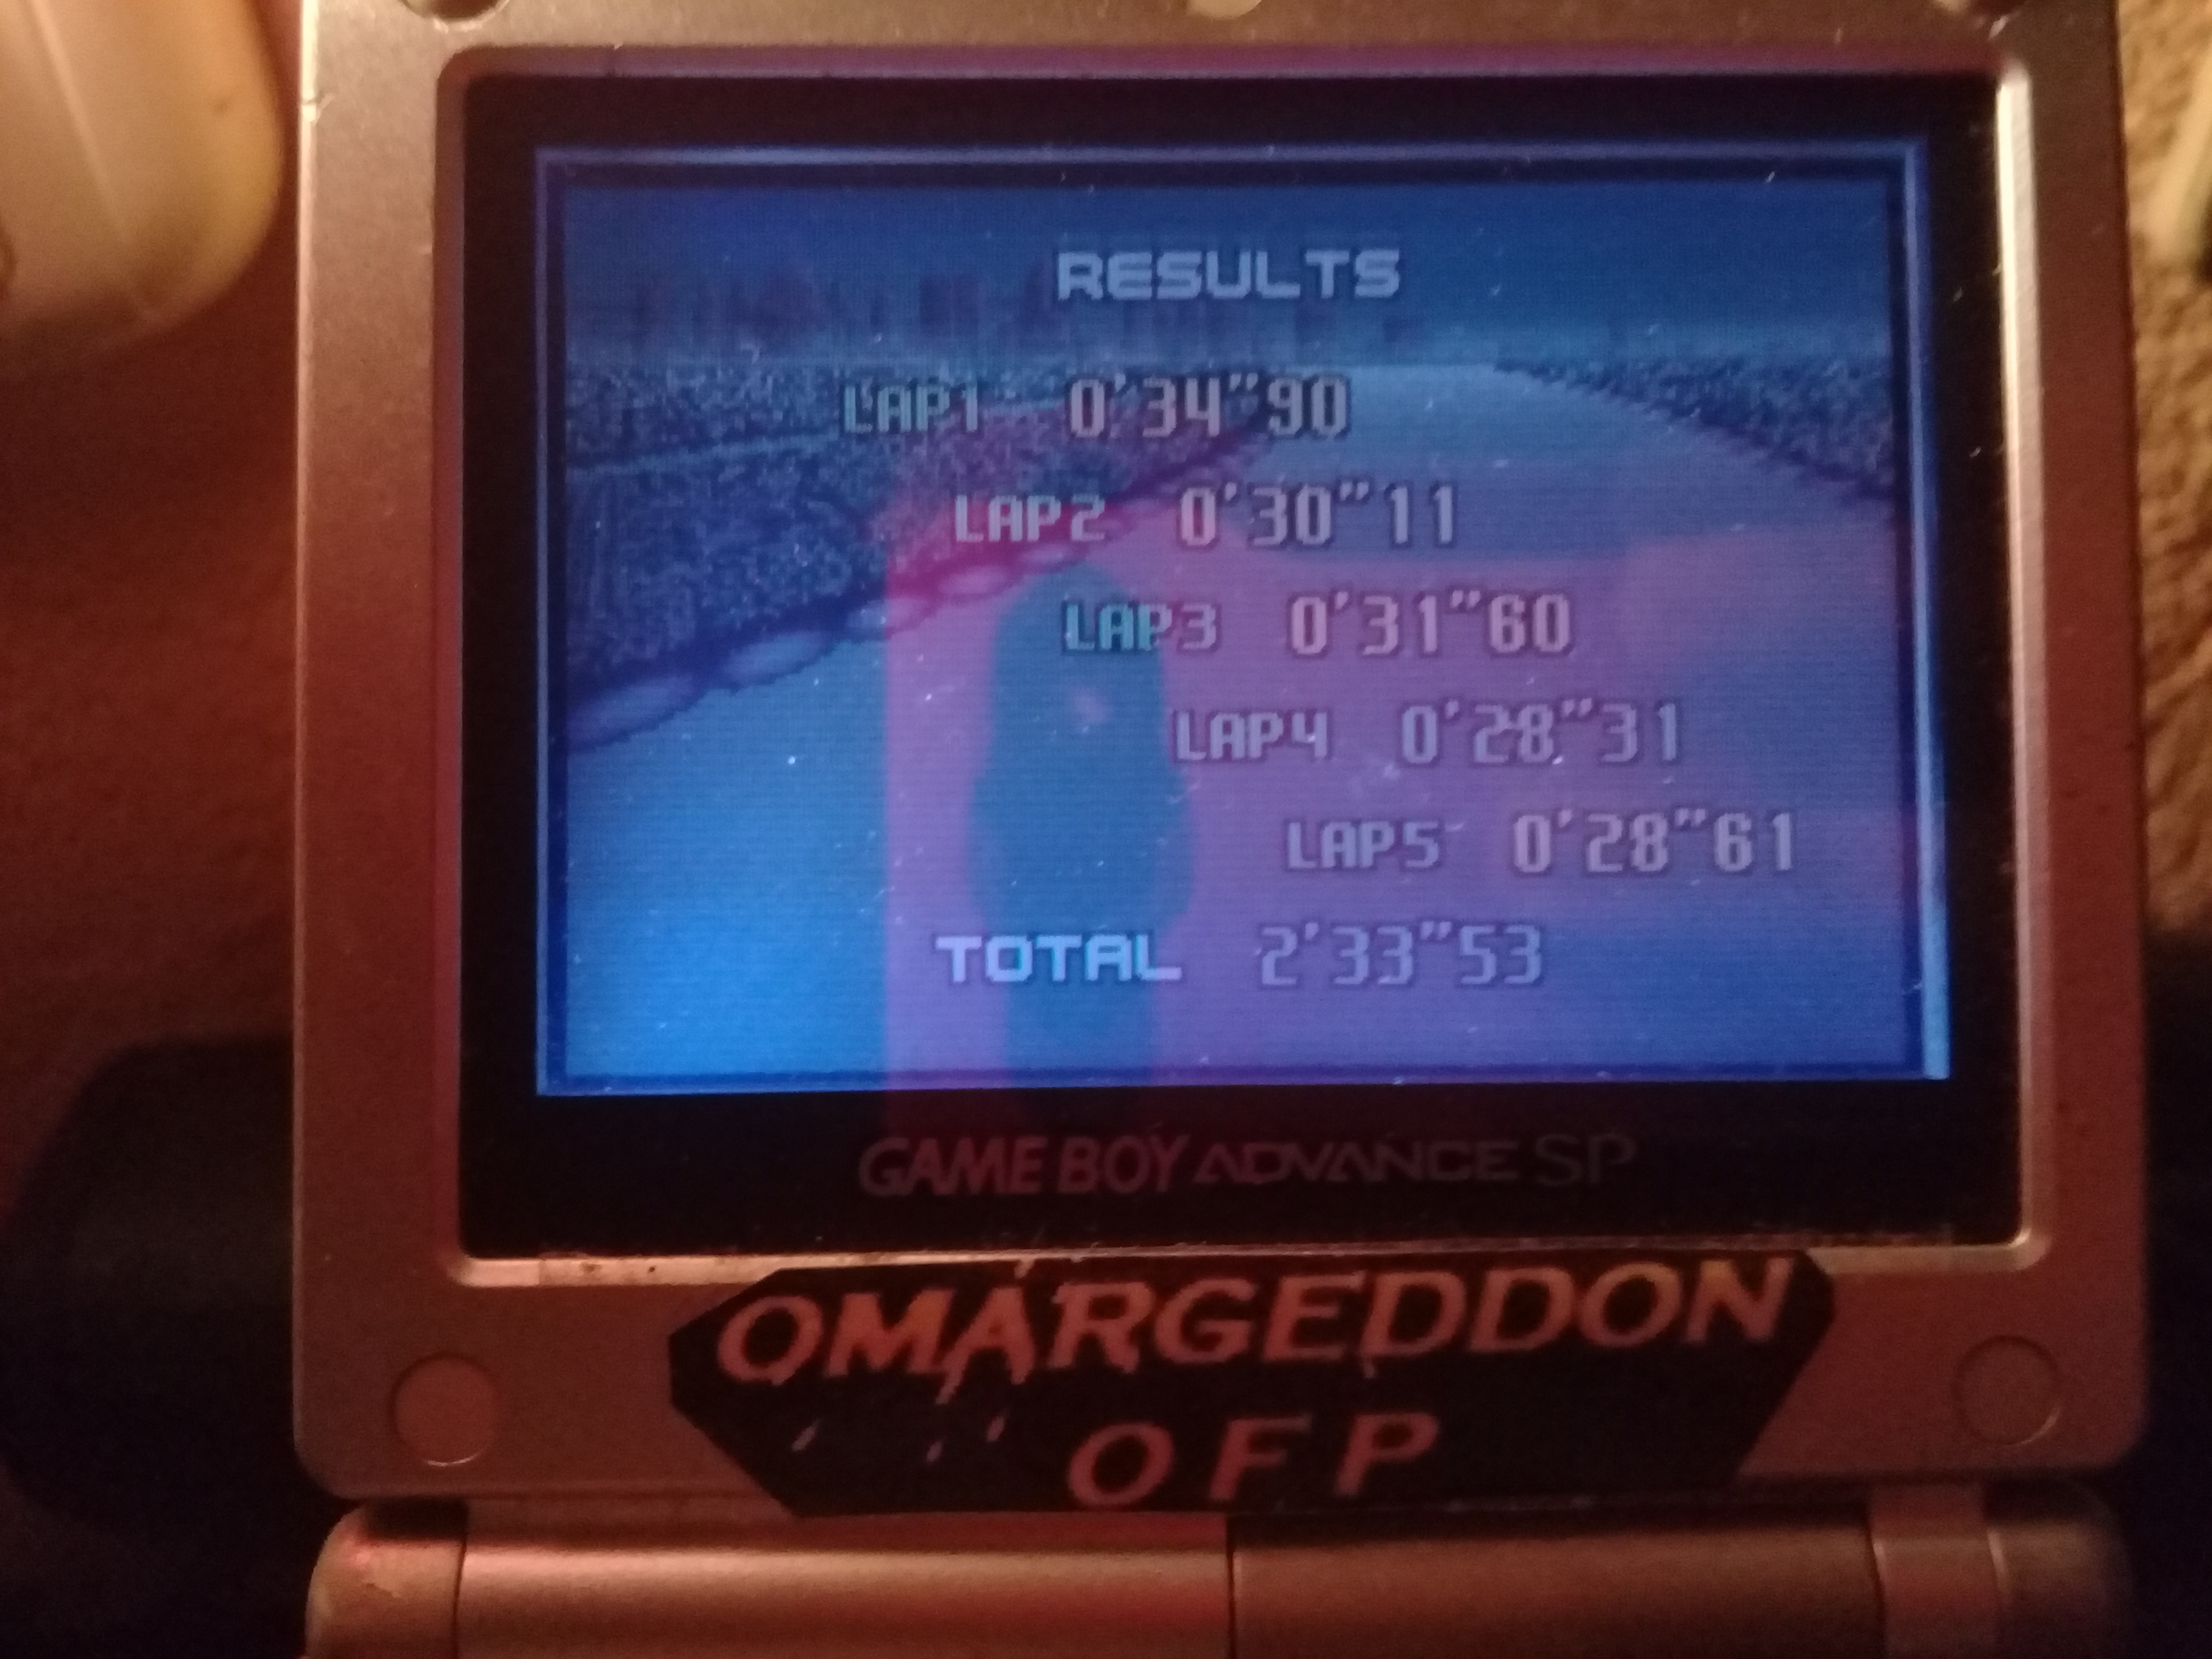 RESULTS
LAP1 0'34"90
LAP2 0'30"11
LAP3 0'31"60
LAP4 0'28"31
LAP5 0'28"61
TOTAL 2'33"53
GAME BOY ADVANCE SP
OMARGEDDON
OFP